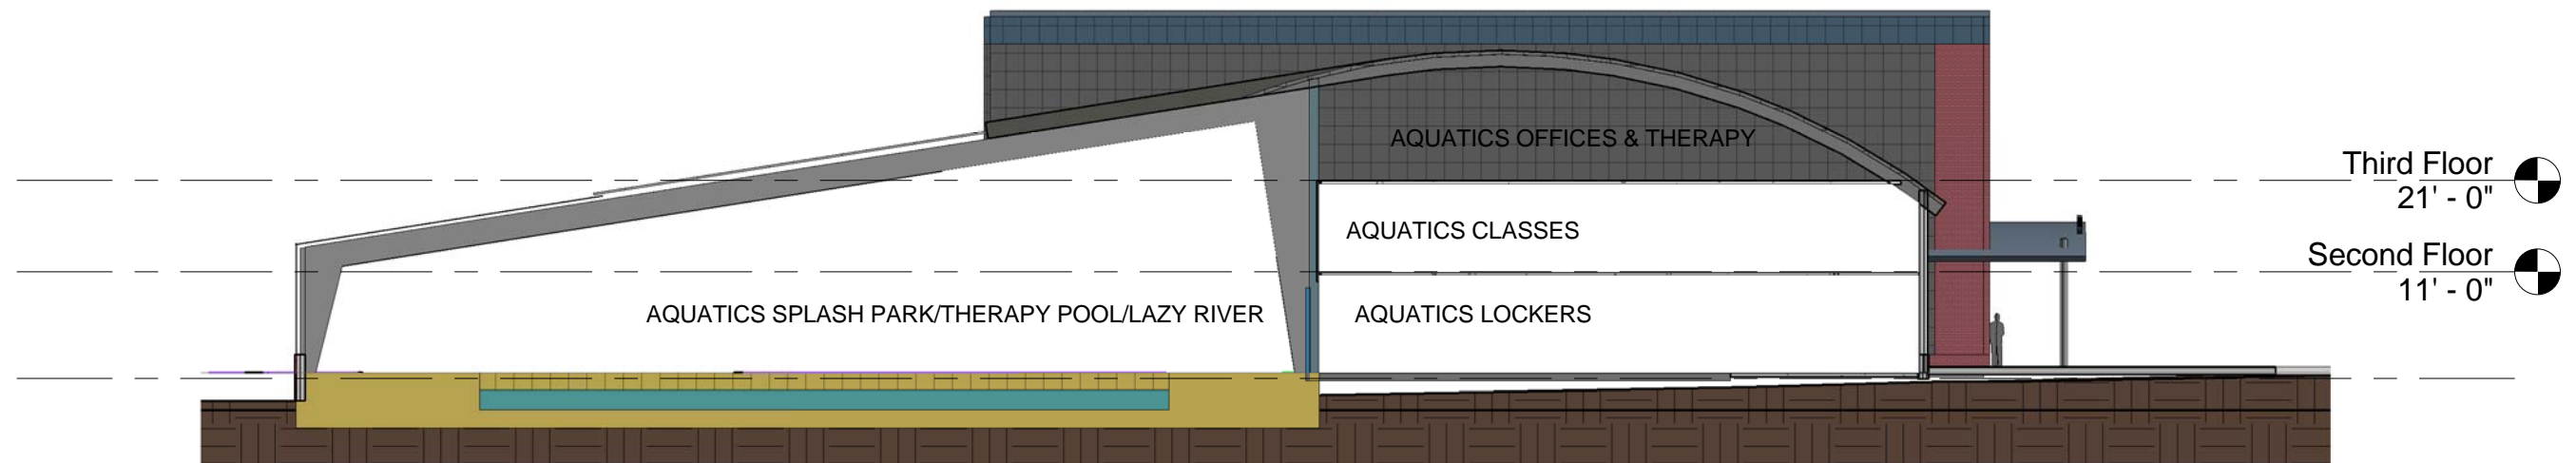 AQUATICS OFFICES & THERAPY
Third Floor
21' - 0"
AQUATICS CLASSES
Second Floor
11' - 0"
AQUATICS SPLASH PARK/THERAPY POOL/LAZY RIVER
AQUATICS LOCKERS